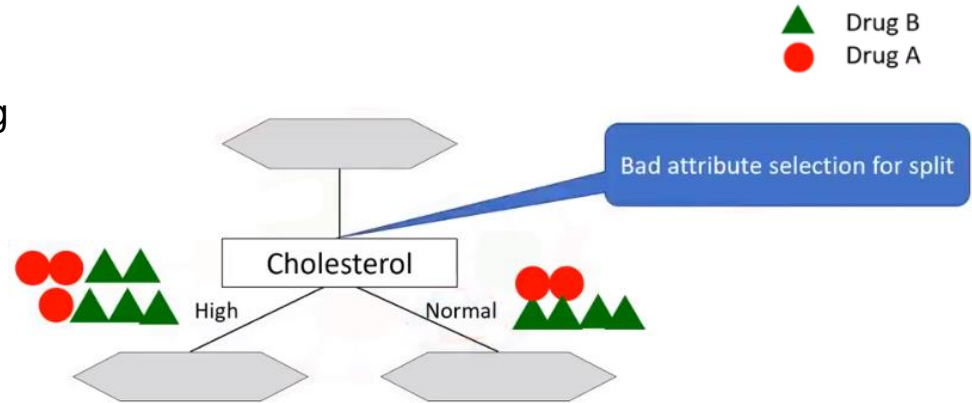 Drug B
Drug A
g
Bad attribute selection for split
Cholesterol
High
Normal